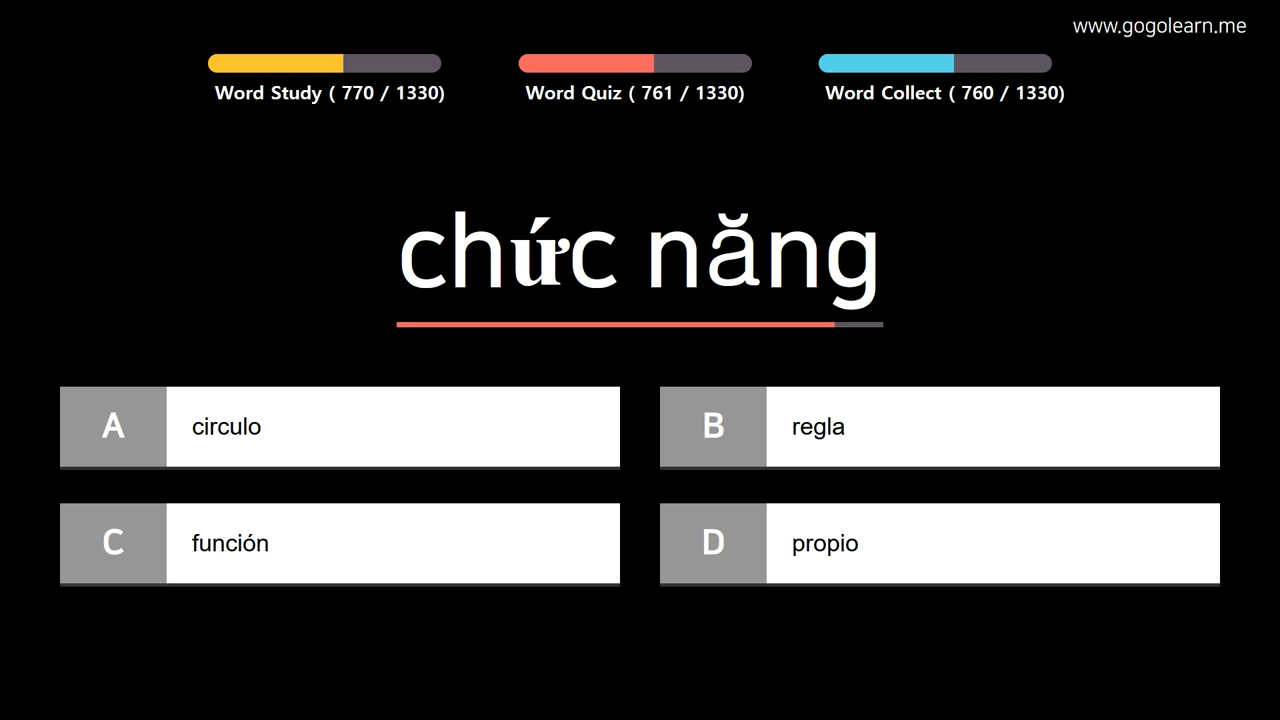 www.gogolearn.me
Word Study ( 770 / 1330)
Word Quiz ( 761 / 1330)
Word Collect ( 760 / 1330)
chức năng
A
circulo
B
regla
C
función
D
propio